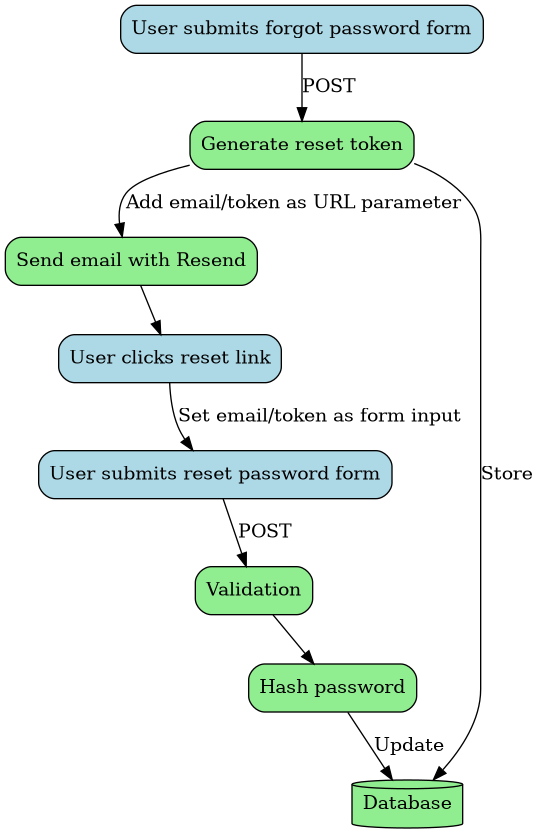 User submits forgot password form
POST
Generate reset token
Add email/token as URL parameter
Send email with Resend
User clicks reset link
Set email/token as form input
User submits reset password form
Store
POST
Validation
Hash password
Update
Database